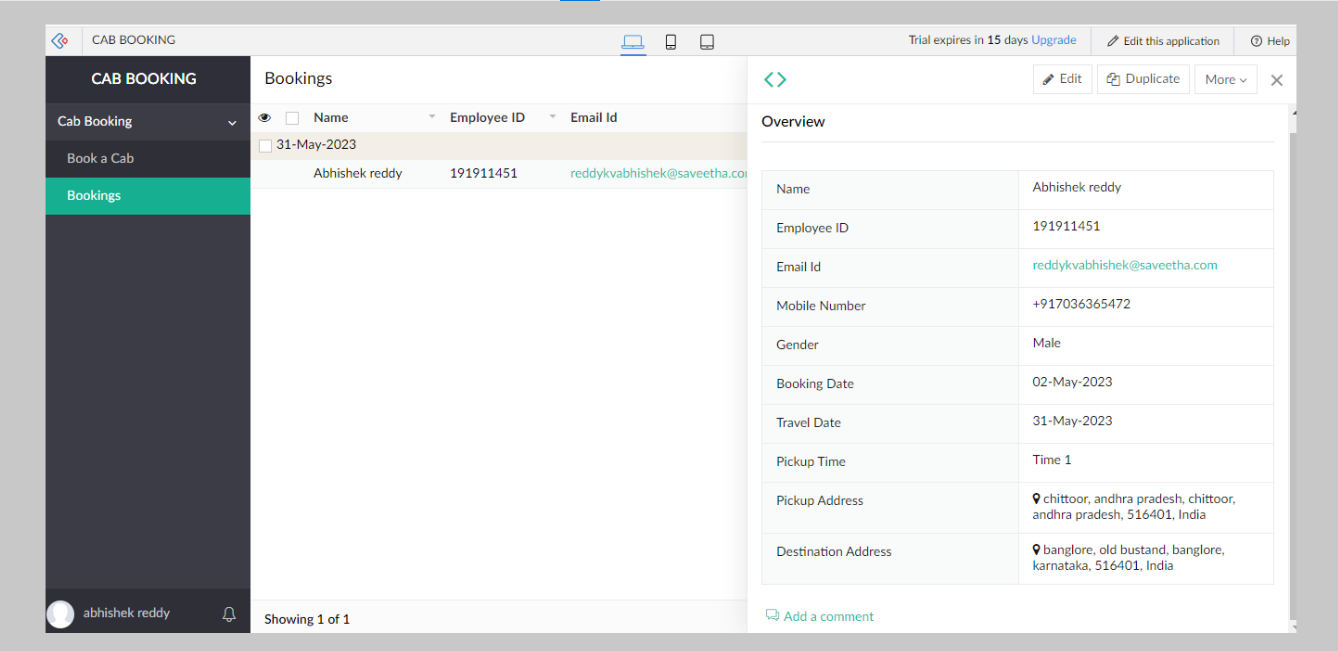 CAB BOOKING
Trial expires in 15 days Upgrade
Edit this application
Help
CAB BOOKING
Cab Booking
Book a Cab
Bookings
abhishek reddy
Bookings
Name Employee ID Email Id
31-May-2023
Abhishek reddy 191911451 reddykvabhishek@saveetha.co
Showing 1 of 1
Edit
Duplicate
More
Overview
Name Abhishek reddy
Employee ID 191911451
Email Id reddykvabhishek@saveetha.com
Mobile Number +917036365472
Gender Male
Booking Date 02-May-2023
Travel Date 31-May-2023
Pickup Time Time 1
Pickup Address chittoor, andhra pradesh, chittoor,
andhra pradesh, 516401, India
Destination Address banglore, old bustand, banglore,
karnataka, 516401, India
Add a comment